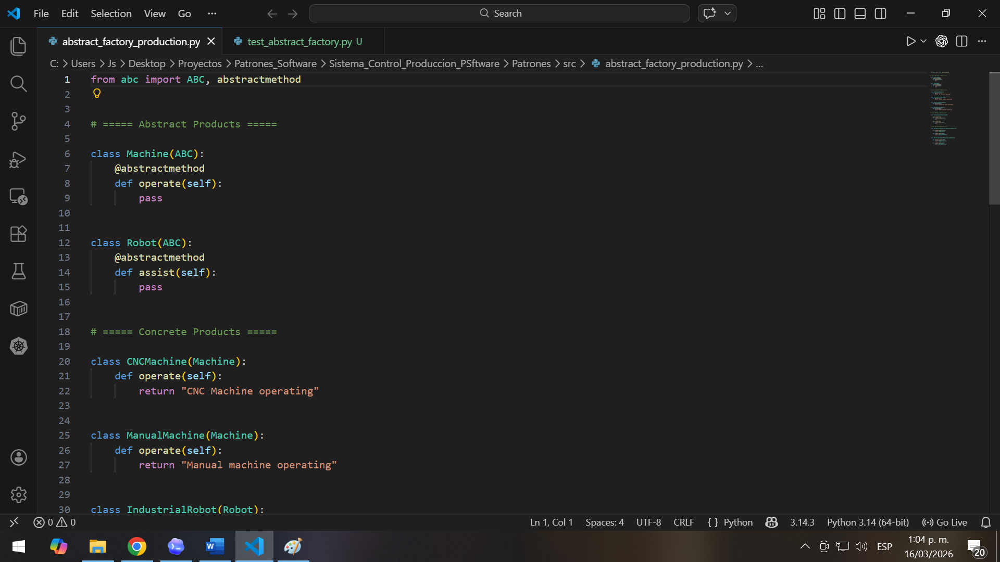 File Edit Selection View Go ... Search
abstract_factory_production.py test_abstract_factory.py U
C: > Users > Js > Desktop > Proyectos > Patrones_Software > Sistema_Control_Produccion_PSftware > Patrones > src > abstract_factory_production.py > ...
1 from abc import ABC, abstractmethod
2
3
4 # ===== Abstract Products =====
5
6 class Machine(ABC):
7     @abstractmethod
8     def operate(self):
9         pass
10
11
12 class Robot(ABC):
13     @abstractmethod
14     def assist(self):
15         pass
16
17
18 # ===== Concrete Products =====
19
20 class CNCMachine(Machine):
21     def operate(self):
22         return "CNC Machine operating"
23
24
25 class ManualMachine(Machine):
26     def operate(self):
27         return "Manual machine operating"
28
29
30 class IndustrialRobot(Robot):
0 0 Ln 1, Col 1 Spaces: 4 UTF-8 CRLF { } Python 3.14.3 Python 3.14 (64-bit) Go Live
W ESP 1:04 p. m.
16/03/2026 20